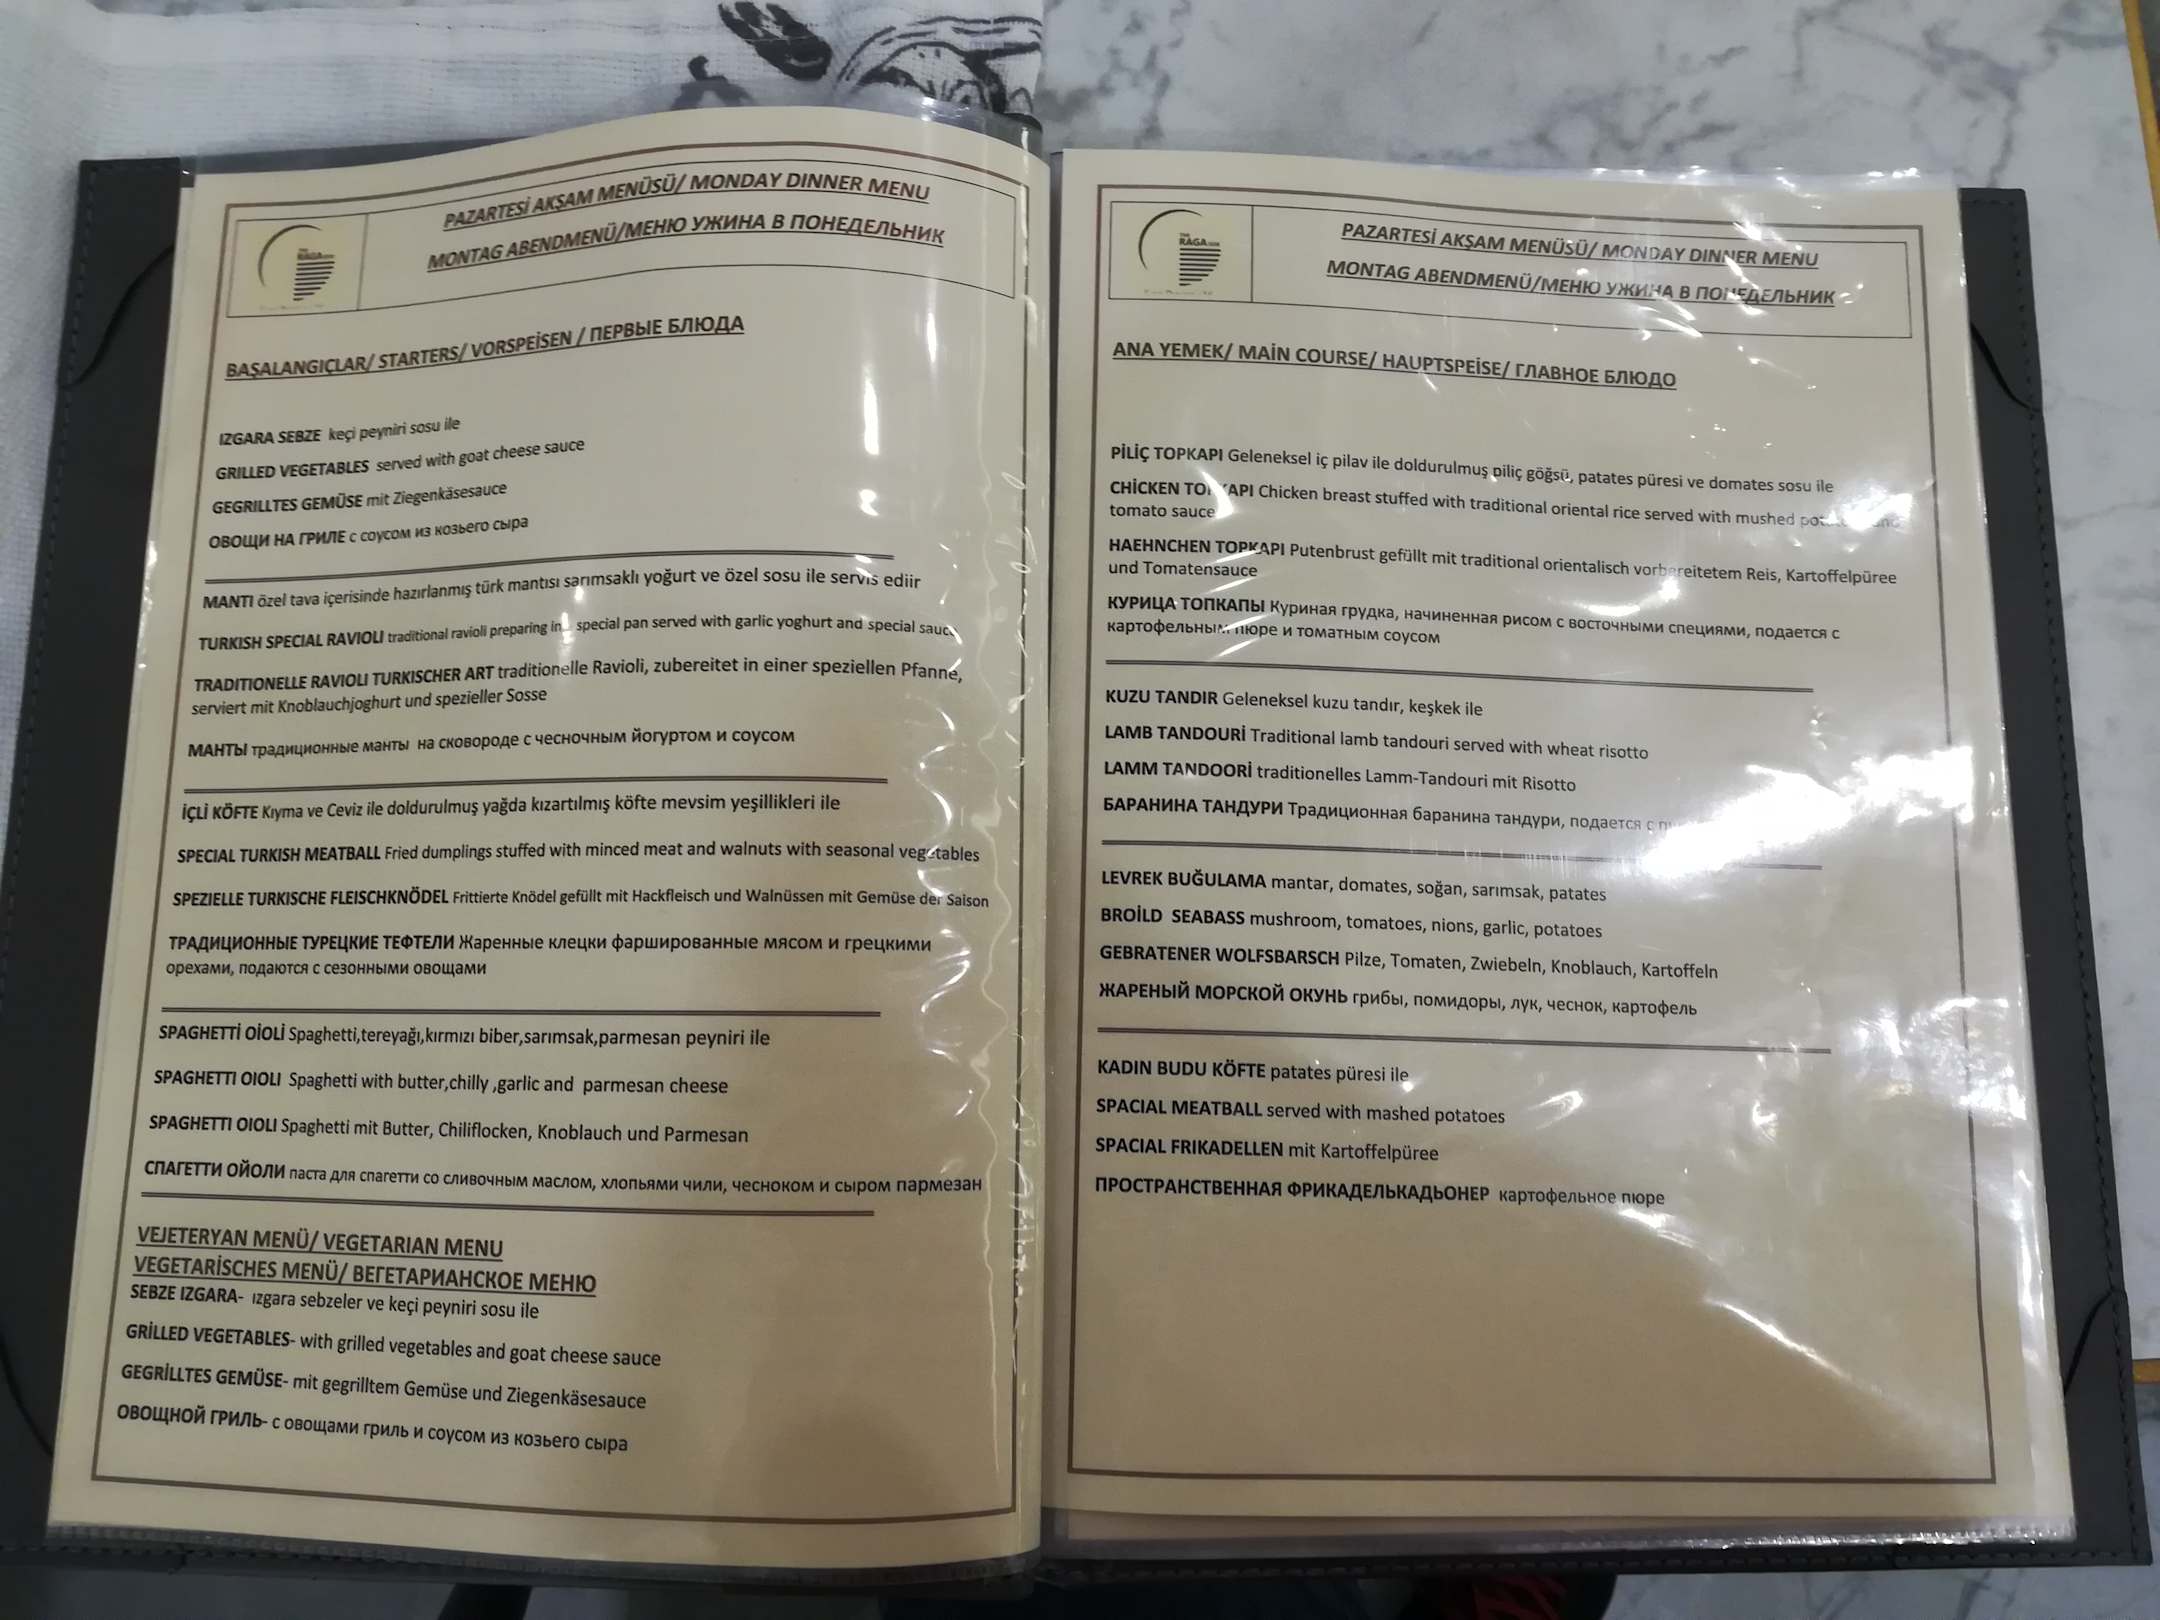 THE
RAGA SIDE
PAZARTESİ AKŞAM MENÜSÜ/ MONDAY DINNER MENU
MONTAG ABENDMENÜ/МЕНЮ УЖИНА В ПОНЕДЕЛЬНИК
BAŞALANGIÇLAR/ STARTERS/ VORSPEİSEN / ПЕРВЫЕ БЛЮДА
IZGARA SEBZE keçi peyniri sosu ile
GRILLED VEGETABLES served with goat cheese sauce
GEGRILLTES GEMÜSE mit Ziegenkäsesauce
ОВОЩИ НА ГРИЛЕ с соусом из козьего сыра
MANTI özel tava içerisinde hazırlanmış türk mantısı sarımsaklı yoğurt ve özel sosu ile servis ediir
TURKISH SPECIAL RAVIOLI traditional ravioli preparing in special pan served with garlic yoghurt and special sauce
TRADITIONELLE RAVIOLI TURKISCHER ART traditionelle Ravioli, zubereitet in einer speziellen Pfanne,
serviert mit Knoblauchjoghurt und spezieller Sosse
МАНТЫ традиционные манты на сковороде с чесночным йогуртом и соусом
İÇLİ KÖFTE Kıyma ve Ceviz ile doldurulmuş yağda kızartılmış köfte mevsim yeşillikleri ile
SPECIAL TURKISH MEATBALL Fried dumplings stuffed with minced meat and walnuts with seasonal vegetables
SPEZIELLE TURKISCHE FLEISCHKNÖDEL Frittierte Knödel gefüllt mit Hackfleisch und Walnüssen mit Gemüse der Saison
ТРАДИЦИОННЫЕ ТУРЕЦКИЕ ТЕФТЕЛИ Жаренные клецки фаршированные мясом и грецкими
орехами, подаются с сезонными овощами
SPAGHETTİ OİOLİ Spaghetti,tereyağı,kırmızı biber,sarımsak,parmesan peyniri ile
SPAGHETTI OIOLI Spaghetti with butter,chilly ,garlic and parmesan cheese
SPAGHETTI OIOLI Spaghetti mit Butter, Chiliflocken, Knoblauch und Parmesan
СПАГЕТТИ ОЙОЛИ паста для спагетти со сливочным маслом, хлопьями чили, чесноком и сыром пармезан
VEJETERYAN MENÜ/ VEGETARIAN MENU
VEGETARİSCHES MENÜ/ ВЕГЕТАРИАНСКОЕ МЕНЮ
SEBZE IZGARA- ızgara sebzeler ve keçi peyniri sosu ile
GRİLLED VEGETABLES- with grilled vegetables and goat cheese sauce
GEGRİLLTES GEMÜSE- mit gegrilltem Gemüse und Ziegenkäsesauce
ОВОЩНОЙ ГРИЛЬ- с овощами гриль и соусом из козьего сыра
THE
RAGA SIDE
PAZARTESİ AKŞAM MENÜSÜ/ MONDAY DINNER MENU
MONTAG ABENDMENÜ/МЕНЮ УЖИНА В ПОНЕДЕЛЬНИК
ANA YEMEK/ MAİN COURSE/ HAUPTSPEİSE/ ГЛАВНОЕ БЛЮДО
PİLİÇ TOPKAPI Geleneksel iç pilav ile doldurulmuş piliç göğsü, patates püresi ve domates sosu ile
CHİCKEN TOPKAPI Chicken breast stuffed with traditional oriental rice served with mushed
tomato sauce
HAEHNCHEN TOPKAPI Putenbrust gefüllt mit traditional orientalisch vorbereitetem Reis, Kartoffelpüree
und Tomatensauce
КУРИЦА ТОПКАПЫ Куриная грудка, начиненная рисом с восточными специями, подается с
картофельным пюре и томатным соусом
KUZU TANDIR Geleneksel kuzu tandır, keşkek ile
LAMB TANDOURİ Traditional lamb tandouri served with wheat risotto
LAMM TANDOORİ traditionelles Lamm-Tandouri mit Risotto
БАРАНИНА ТАНДУРИ Традиционная баранина тандури, подается с
LEVREK BUĞULAMA mantar, domates, soğan, sarımsak, patates
BROİLD SEABASS mushroom, tomatoes, nions, garlic, potatoes
GEBRATENER WOLFSBARSCH Pilze, Tomaten, Zwiebeln, Knoblauch, Kartoffeln
ЖАРЕНЫЙ МОРСКОЙ ОКУНЬ грибы, помидоры, лук, чеснок, картофель
KADIN BUDU KÖFTE patates püresi ile
SPACIAL MEATBALL served with mashed potatoes
SPACIAL FRIKADELLEN mit Kartoffelpüree
ПРОСТРАНСТВЕННАЯ ФРИКАДЕЛЬКАДЬОНЕР картофельное пюре